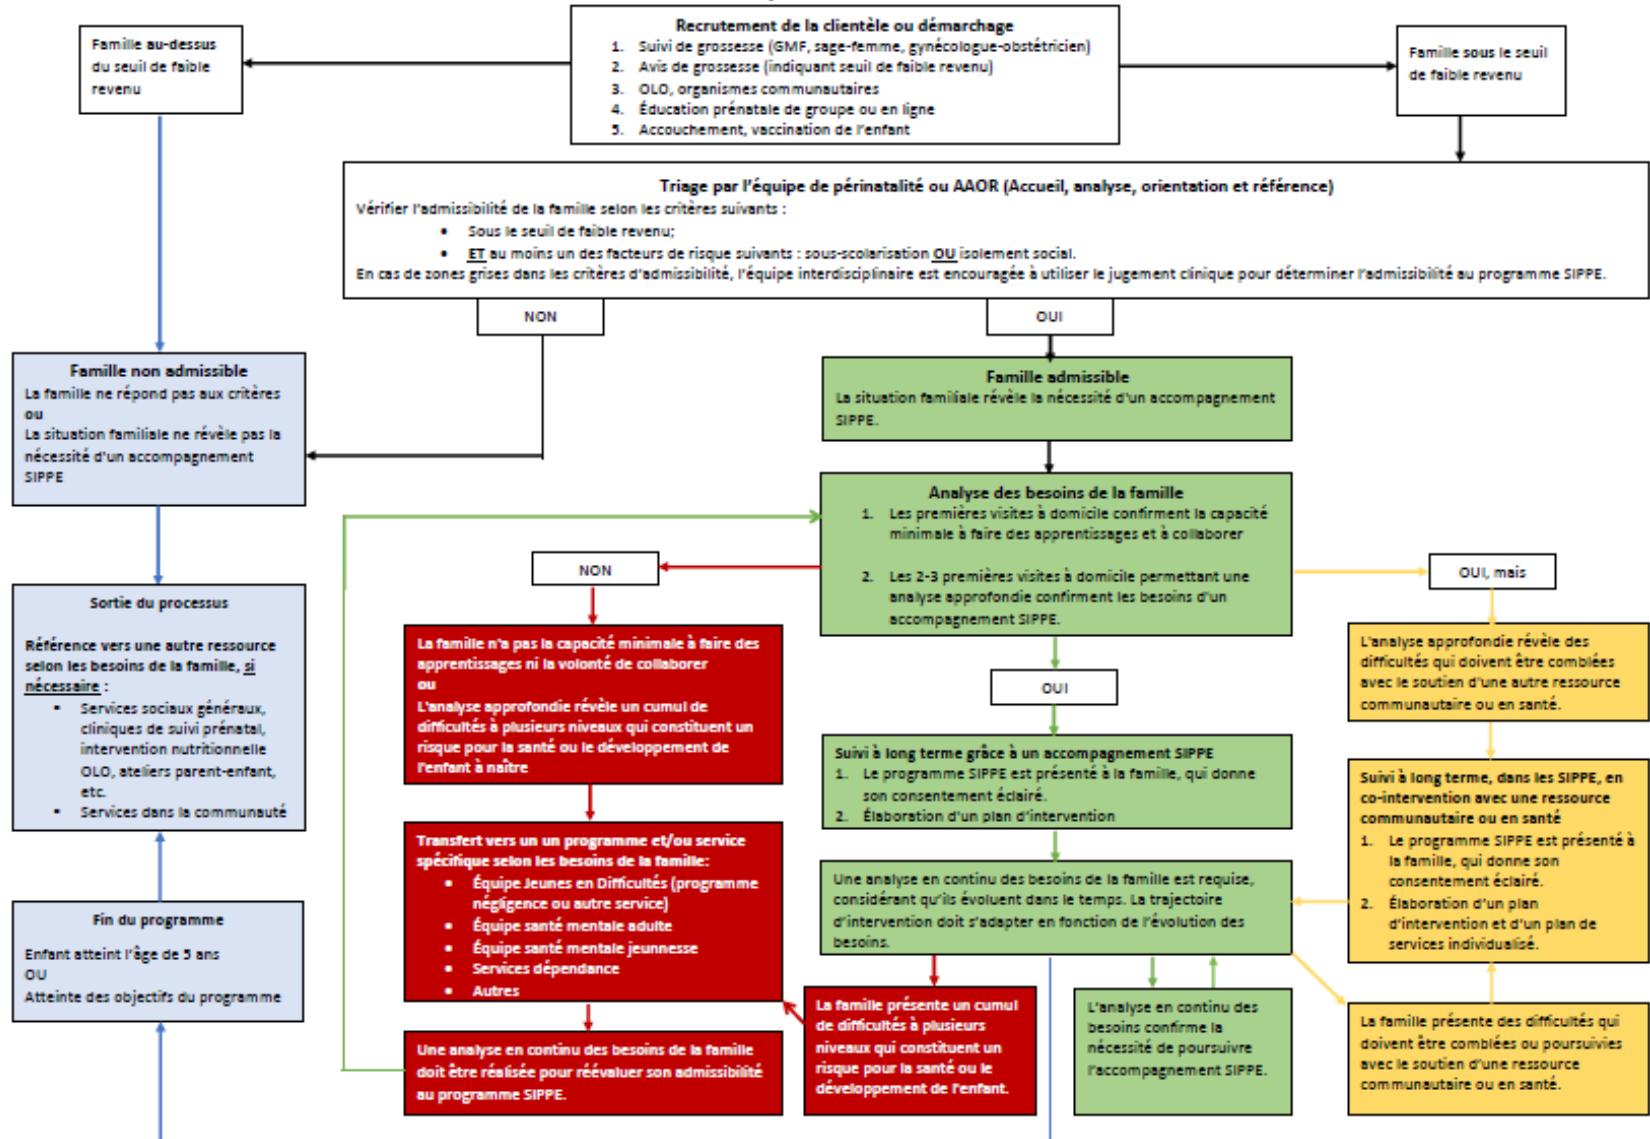 Recrutement de la clientèle ou démarchage
1. Suivi de grossesse (GMF, sage-femme, gynécologue-obstétricien)
2. Avis de grossesse (indiquant seuil de faible revenu)
3. OLO, organismes communautaires
4. Éducation prénatale de groupe ou en ligne
5. Accouchement, vaccination de l'enfant
Famille au-dessus
du seuil de faible
revenu
Famille sous le seuil
de faible revenu
Triage par l'équipe de périnatalité ou AAOR (Accueil, analyse, orientation et référence)
Vérifier l'admissibilité de la famille selon les critères suivants :
• Sous le seuil de faible revenu;
• ET au moins un des facteurs de risque suivants : sous-scolarisation OU isolement social.
En cas de zones grises dans les critères d'admissibilité, l'équipe interdisciplinaire est encouragée à utiliser le jugement clinique pour déterminer l'admissibilité au programme SIPPE.
NON
OUI
Famille non admissible
La famille ne répond pas aux critères
ou
La situation familiale ne révèle pas la
nécessité d'un accompagnement
SIPPE
Famille admissible
La situation familiale révèle la nécessité d'un accompagnement
SIPPE.
Analyse des besoins de la famille
1. Les premières visites à domicile confirment la capacité
minimale à faire des apprentissages et à collaborer
2. Les 2-3 premières visites à domicile permettant une
analyse approfondie confirment les besoins d'un
accompagnement SIPPE.
NON
OUI, mais
OUI
Sortie du processus
Référence vers une autre ressource
selon les besoins de la famille, si
nécessaire :
▪ Services sociaux généraux,
cliniques de suivi prénatal,
intervention nutritionnelle
OLO, ateliers parent-enfant,
etc.
▪ Services dans la communauté
La famille n'a pas la capacité minimale à faire des
apprentissages ni la volonté de collaborer
ou
L'analyse approfondie révèle un cumul de
difficultés à plusieurs niveaux qui constituent un
risque pour la santé ou le développement de
l'enfant à naître
L'analyse approfondie révèle des
difficultés qui doivent être comblées
avec le soutien d'une autre ressource
communautaire ou en santé.
Suivi à long terme grâce à un accompagnement SIPPE
1. Le programme SIPPE est présenté à la famille, qui donne
son consentement éclairé.
2. Élaboration d'un plan d'intervention
Suivi à long terme, dans les SIPPE, en
co-intervention avec une ressource
communautaire ou en santé
1. Le programme SIPPE est présenté à
la famille, qui donne son
consentement éclairé.
2. Élaboration d'un plan
d'intervention et d'un plan de
services individualisé.
Transfert vers un un programme et/ou service
spécifique selon les besoins de la famille:
• Équipe Jeunes en Difficultés (programme
négligence ou autre service)
• Équipe santé mentale adulte
• Équipe santé mentale jeunnesse
• Services dépendance
• Autres
Une analyse en continu des besoins de la famille est requise,
considérant qu'ils évoluent dans le temps. La trajectoire
d'intervention doit s'adapter en fonction de l'évolution des
besoins.
Fin du programme
Enfant atteint l'âge de 5 ans
OU
Atteinte des objectifs du programme
La famille présente un cumul
de difficultés à plusieurs
niveaux qui constituent un
risque pour la santé ou le
développement de l'enfant.
L'analyse en continu des
besoins confirme la
nécessité de poursuivre
l'accompagnement SIPPE.
La famille présente des difficultés qui
doivent être comblées ou poursuivies
avec le soutien d'une ressource
communautaire ou en santé.
Une analyse en continu des besoins de la famille
doit être réalisée pour réévaluer son admissibilité
au programme SIPPE.